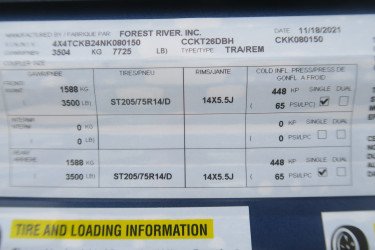 MANUFACTURED BY / FABRIQUE PAR FOREST RIVER, INC. DATE 11/18/2021
4X4TCKB24NK080150 CCKT26DBH CKK080150
3504 KG 7725 LB) TYPE/TYPE TRA/REM
COUPLER SIZE
GAWR/PNBE TIRES/PNEU RIMS/JANTE COLD INFL. PRESS/PRESS DE GONFL A FROID
FRONT/ 1588 KG 448 KP SINGLE DUAL
3500 LB) ST205/75R14/D 14X5.5J ( 65 PSI/LPC)
INTERM/ 0 KG 0 KP SINGLE DUAL
( 0 LB) ( 0 PSI/LPC)
REAR/
ARRIERE 1588 KG 448 KP SINGLE DUAL
3500 LB) ST205/75R14/D 14X5.5J ( 65 PSI/LPC
TIRE AND LOADING INFORMATION